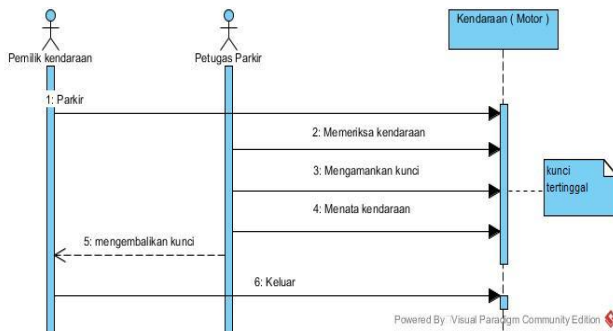 Pemilik kendaraan
Petugas Parkir
Kendaraan ( Motor )
1: Parkir
2: Memeriksa kendaraan
3: Mengamankan kunci
kunci
tertinggal
4: Menata kendaraan
5: mengembalikan kunci
6: Keluar
Powered By Visual Paradigm Community Edition